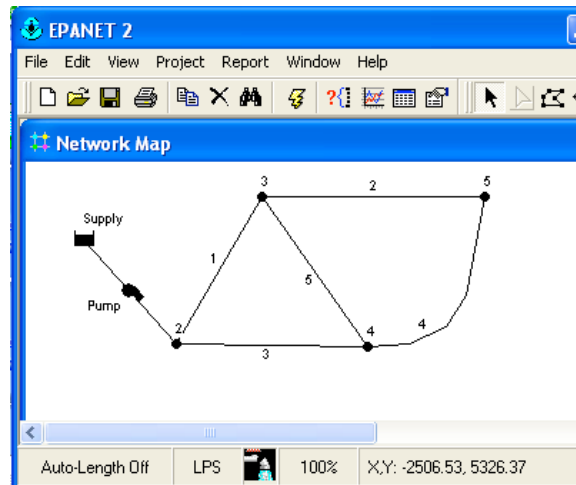 EPANET 2
File Edit View Project Report Window Help
Network Map
3 2 5
Supply
1
5
Pump
2 4 4
3
Auto-Length Off LPS 100% X,Y: -2506.53, 5326.37